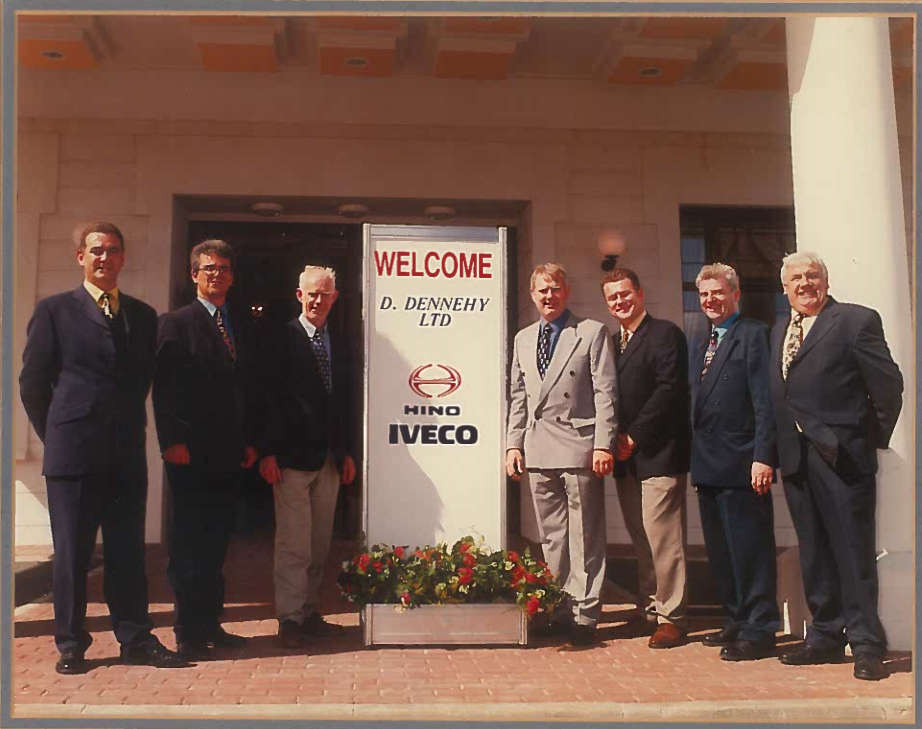 WELCOME
D. DENNEHY
LTD
HINO
IVECO